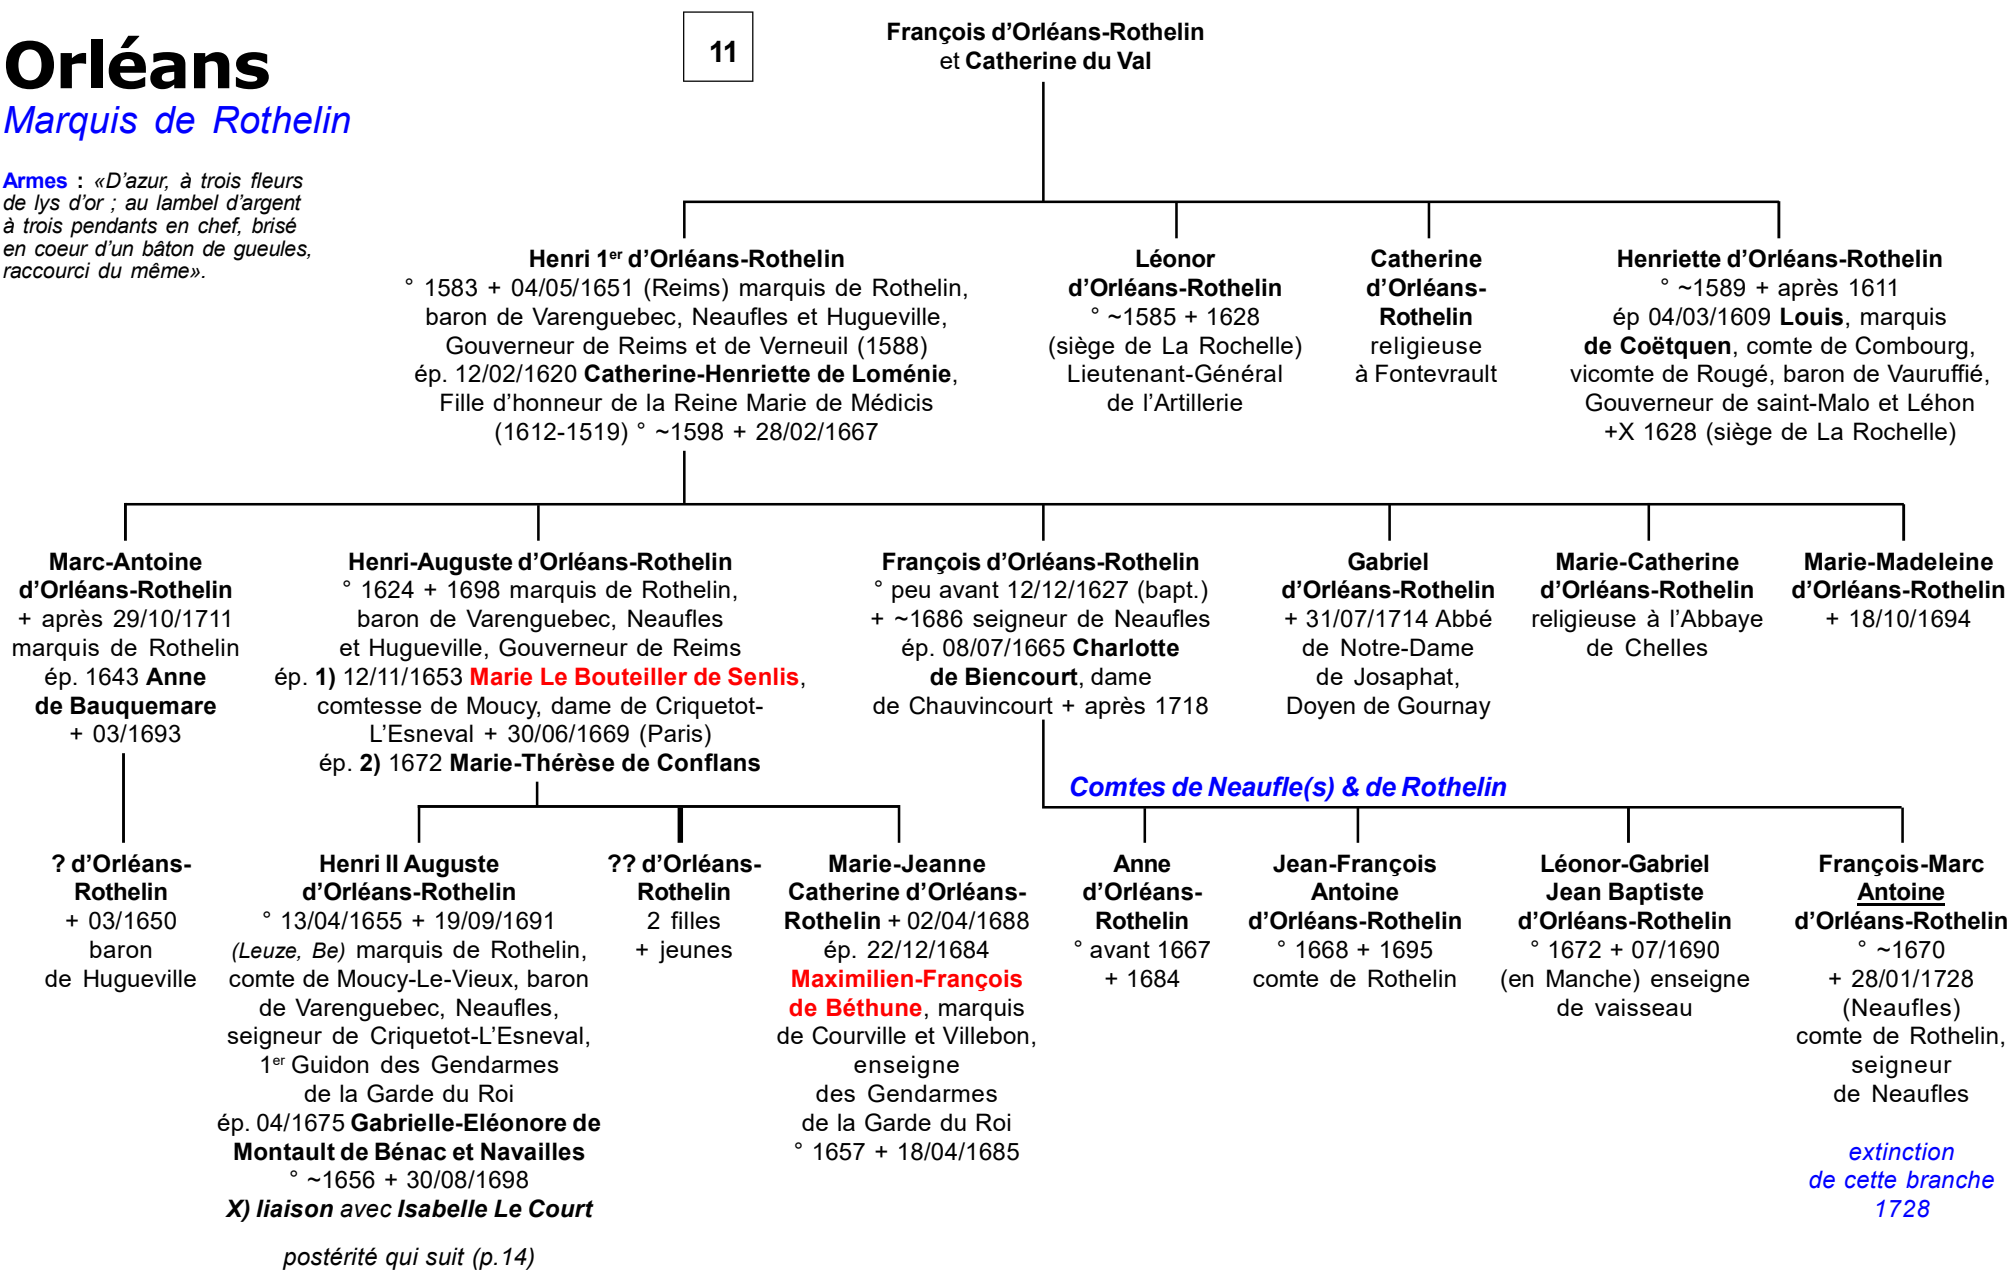 Orléans
Marquis de Rothelin
Armes : «D’azur, à trois fleurs
de lys d’or ; au lambel d’argent
à trois pendants en chef, brisé
en coeur d’un bâton de gueules,
raccourci du même».
11
François d’Orléans-Rothelin
et Catherine du Val
Henri 1er d’Orléans-Rothelin
° 1583 + 04/05/1651 (Reims) marquis de Rothelin,
baron de Varenguebec, Neaufles et Hugueville,
Gouverneur de Reims et de Verneuil (1588)
ép. 12/02/1620 Catherine-Henriette de Loménie,
Fille d’honneur de la Reine Marie de Médicis
(1612-1519) ° ~1598 + 28/02/1667
Léonor
d’Orléans-Rothelin
° ~1585 + 1628
(siège de La Rochelle)
Lieutenant-Général
de l’Artillerie
Catherine
d’Orléans-
Rothelin
religieuse
à Fontevrault
Henriette d’Orléans-Rothelin
° ~1589 + après 1611
ép 04/03/1609 Louis, marquis
de Coëtquen, comte de Combourg,
vicomte de Rougé, baron de Vauruffié,
Gouverneur de saint-Malo et Léhon
+X 1628 (siège de La Rochelle)
Marc-Antoine
d’Orléans-Rothelin
+ après 29/10/1711
marquis de Rothelin
ép. 1643 Anne
de Bauquemare
+ 03/1693
Henri-Auguste d’Orléans-Rothelin
° 1624 + 1698 marquis de Rothelin,
baron de Varenguebec, Neaufles
et Hugueville, Gouverneur de Reims
ép. 1) 12/11/1653 Marie Le Bouteiller de Senlis,
comtesse de Moucy, dame de Criquetot-
L’Esneval + 30/06/1669 (Paris)
ép. 2) 1672 Marie-Thérèse de Conflans
François d’Orléans-Rothelin
° peu avant 12/12/1627 (bapt.)
+ ~1686 seigneur de Neaufles
ép. 08/07/1665 Charlotte
de Biencourt, dame
de Chauvincourt + après 1718
Gabriel
d’Orléans-Rothelin
+ 31/07/1714 Abbé
de Notre-Dame
de Josaphat,
Doyen de Gournay
Marie-Catherine
d’Orléans-Rothelin
religieuse à l’Abbaye
de Chelles
Marie-Madeleine
d’Orléans-Rothelin
+ 18/10/1694
Comtes de Neaufle(s) & de Rothelin
? d’Orléans-
Rothelin
+ 03/1650
baron
de Hugueville
Henri II Auguste
d’Orléans-Rothelin
° 13/04/1655 + 19/09/1691
(Leuze, Be) marquis de Rothelin,
comte de Moucy-Le-Vieux, baron
de Varenguebec, Neaufles,
seigneur de Criquetot-L’Esneval,
1er Guidon des Gendarmes
de la Garde du Roi
ép. 04/1675 Gabrielle-Eléonore de
Montault de Bénac et Navailles
° ~1656 + 30/08/1698
X) liaison avec Isabelle Le Court
postérité qui suit (p.14)
?? d’Orléans-
Rothelin
2 filles
+ jeunes
Marie-Jeanne
Catherine d’Orléans-
Rothelin + 02/04/1688
ép. 22/12/1684
Maximilien-François
de Béthune, marquis
de Courville et Villebon,
enseigne
des Gendarmes
de la Garde du Roi
° 1657 + 18/04/1685
Anne
d’Orléans-
Rothelin
° avant 1667
+ 1684
Jean-François
Antoine
d’Orléans-Rothelin
° 1668 + 1695
comte de Rothelin
Léonor-Gabriel
Jean Baptiste
d’Orléans-Rothelin
° 1672 + 07/1690
(en Manche) enseigne
de vaisseau
François-Marc
Antoine
d’Orléans-Rothelin
° ~1670
+ 28/01/1728
(Neaufles)
comte de Rothelin,
seigneur
de Neaufles
extinction
de cette branche
1728